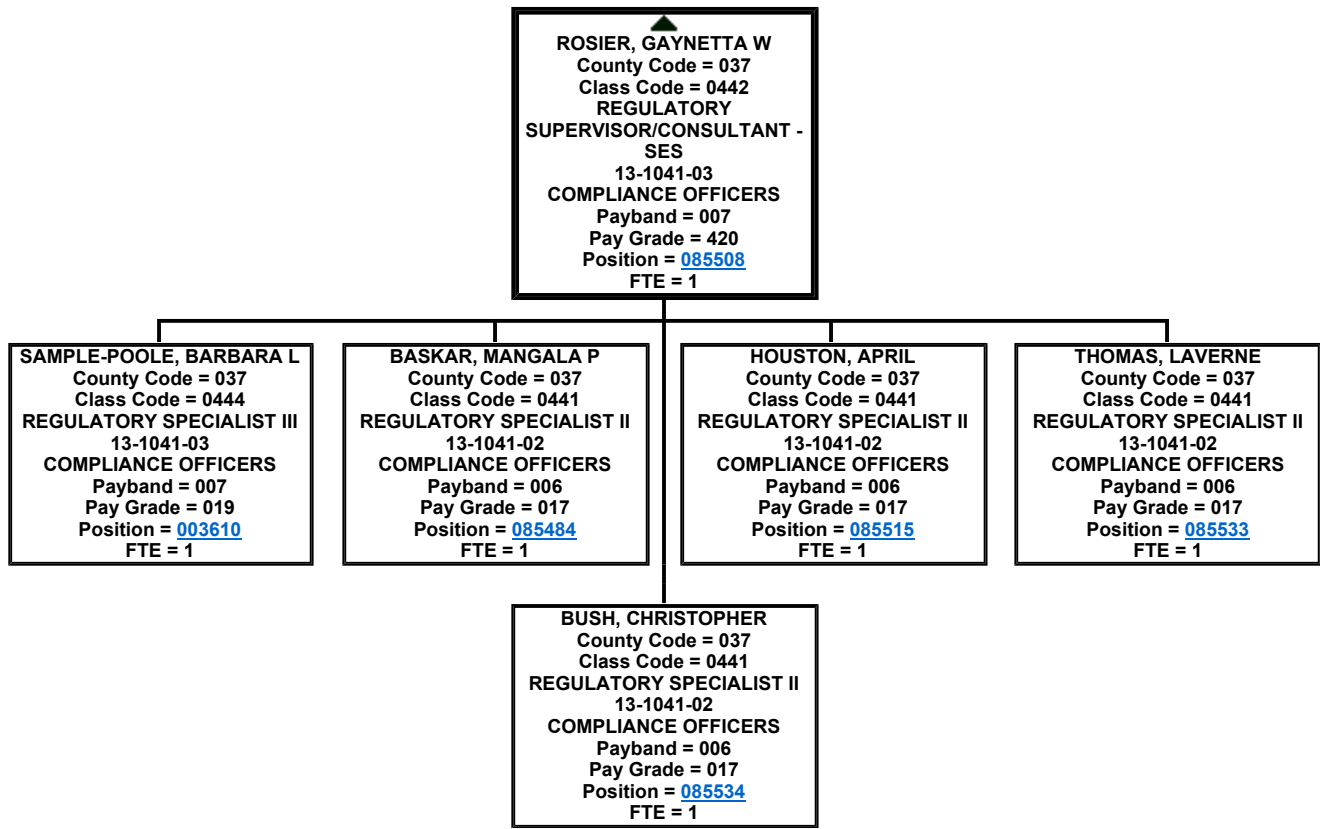 ROSIER, GAYNETTA W
County Code = 037
Class Code = 0442
REGULATORY
SUPERVISOR/CONSULTANT -
SES
13-1041-03
COMPLIANCE OFFICERS
Payband = 007
Pay Grade = 420
Position = 085508
FTE = 1
SAMPLE-POOLE, BARBARA L
County Code = 037
Class Code = 0444
REGULATORY SPECIALIST III
13-1041-03
COMPLIANCE OFFICERS
Payband = 007
Pay Grade = 019
Position = 003610
FTE = 1
BASKAR, MANGALA P
County Code = 037
Class Code = 0441
REGULATORY SPECIALIST II
13-1041-02
COMPLIANCE OFFICERS
Payband = 006
Pay Grade = 017
Position = 085484
FTE = 1
HOUSTON, APRIL
County Code = 037
Class Code = 0441
REGULATORY SPECIALIST II
13-1041-02
COMPLIANCE OFFICERS
Payband = 006
Pay Grade = 017
Position = 085515
FTE = 1
THOMAS, LAVERNE
County Code = 037
Class Code = 0441
REGULATORY SPECIALIST II
13-1041-02
COMPLIANCE OFFICERS
Payband = 006
Pay Grade = 017
Position = 085533
FTE = 1
BUSH, CHRISTOPHER
County Code = 037
Class Code = 0441
REGULATORY SPECIALIST II
13-1041-02
COMPLIANCE OFFICERS
Payband = 006
Pay Grade = 017
Position = 085534
FTE = 1